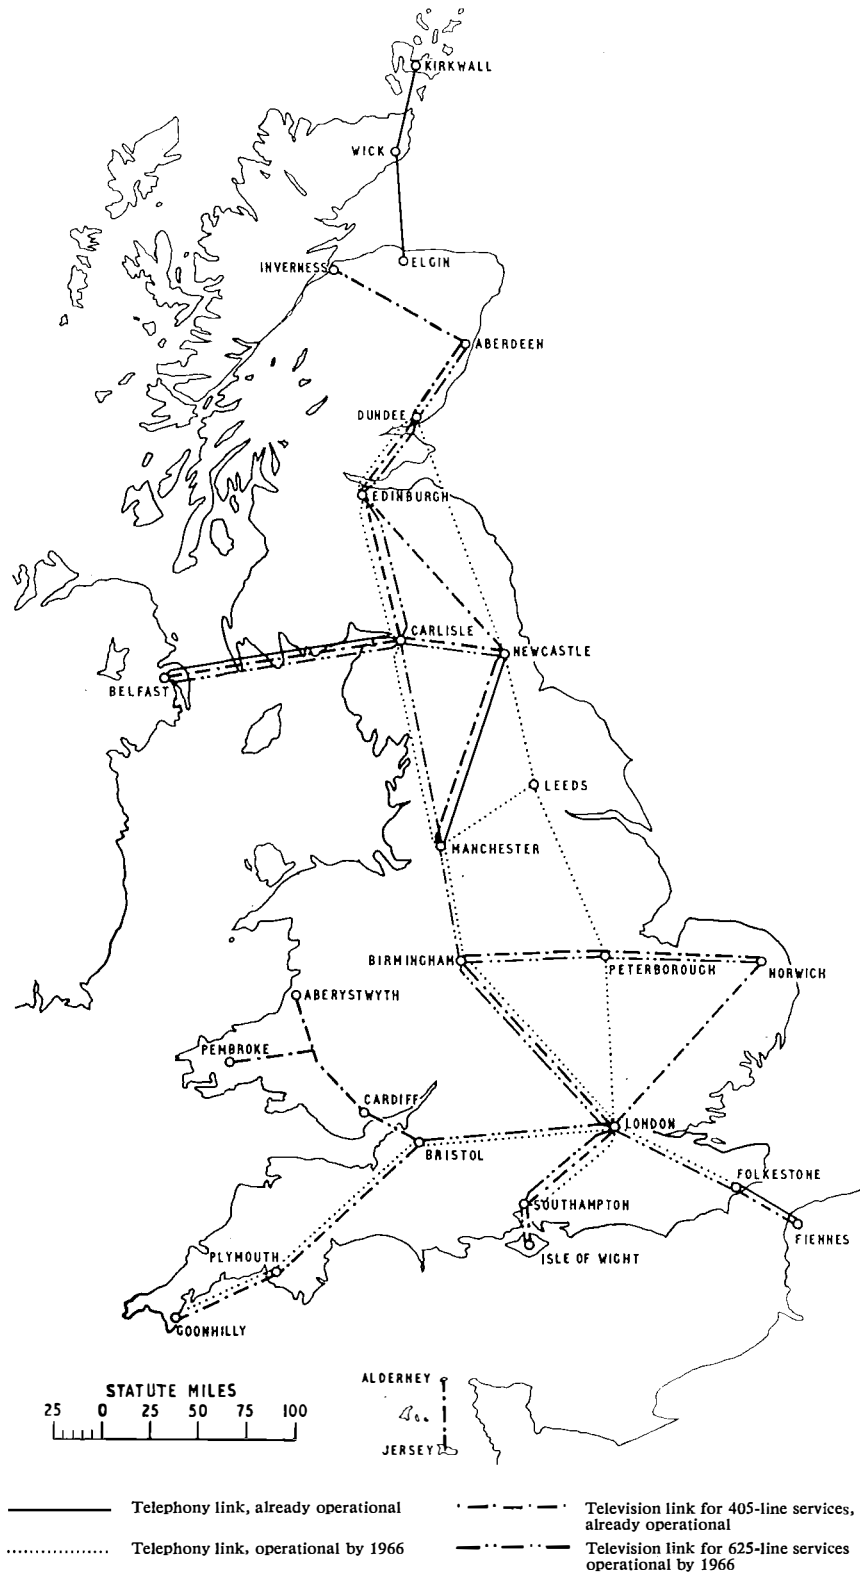 KIRKWALL
WICK
ELGIN
INVERNESS
ABERDEEN
DUNDEE
EDINBURGH
CARLISLE
NEWCASTLE
BELFAST
LEEDS
MANCHESTER
BIRMINGHAM
PETERBOROUGH
NORWICH
ABERYSTWYTH
PEMBROKE
CARDIFF
LONDON
BRISTOL
FOLKESTONE
SOUTHAMPTON
FIENNES
ISLE OF WIGHT
PLYMOUTH
GOONHILLY
ALDERNEY
STATUTE MILES
25 0 25 50 75 100
JERSEY
Telephony link, already operational
Television link for 405-line services,
already operational
Telephony link, operational by 1966
Television link for 625-line services
operational by 1966